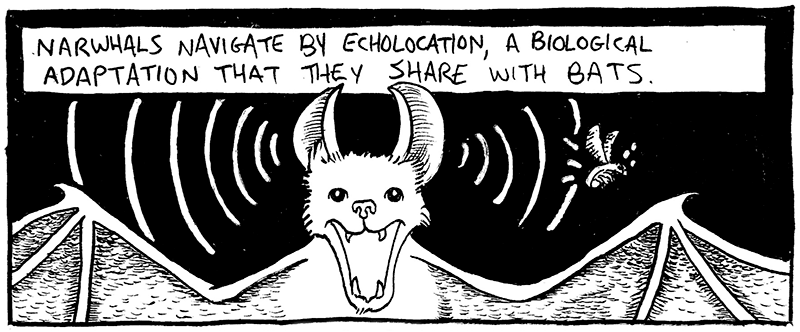 NARWHALS NAVIGATE BY ECHOLOCATION, A BIOLOGICAL
ADAPTATION THAT THEY SHARE WITH BATS.